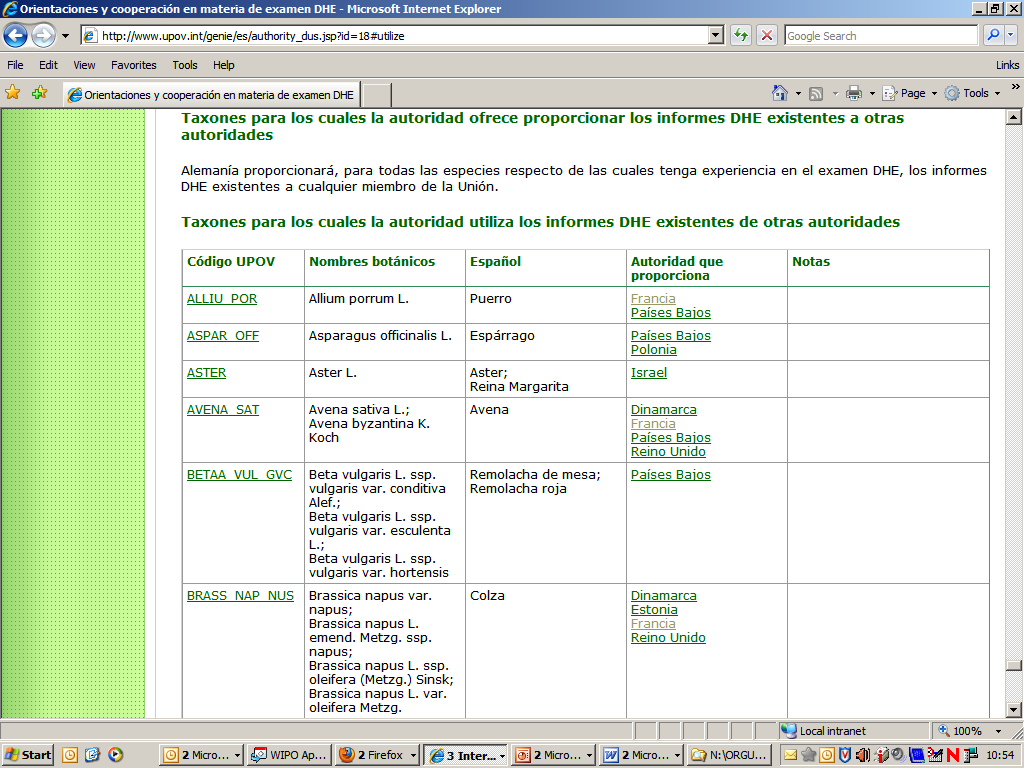 Orientaciones y cooperación en materia de examen DHE - Microsoft Internet Explorer
http://www.upov.int/genie/es/authority_dus.jsp?id=18#utilize
Google Search
File Edit View Favorites Tools Help
Links
Orientaciones y cooperación en materia de examen DHE
Page Tools
Taxones para los cuales la autoridad ofrece proporcionar los informes DHE existentes a otras
autoridades
Alemanía proporcionará, para todas las especies respecto de las cuales tenga experiencia en el examen DHE, los informes
DHE existentes a cualquier miembro de la Unión.
Taxones para los cuales la autoridad utiliza los informes DHE existentes de otras autoridades
Código UPOV
Nombres botánicos
Español
Autoridad que
proporciona
Notas
ALLIU_POR
Allium porrum L.
Puerro
Francia
Países Bajos
ASPAR_OFF
Asparagus officinalis L.
Espárrago
Países Bajos
Polonia
ASTER
Aster L.
Aster;
Reina Margarita
Israel
AVENA_SAT
Avena sativa L.;
Avena byzantina K.
Koch
Avena
Dinamarca
Francia
Países Bajos
Reino Unido
BETAA_VUL_GVC
Beta vulgaris L. ssp.
vulgaris var. conditiva
Alef.;
Beta vulgaris L. ssp.
vulgaris var. esculenta
L.;
Beta vulgaris L. ssp.
vulgaris var. hortensis
Remolacha de mesa;
Remolacha roja
Países Bajos
BRASS_NAP_NUS
Brassica napus var.
napus;
Brassica napus L.
emend. Metzg. ssp.
napus;
Brassica napus L. ssp.
oleifera (Metzg.) Sinsk;
Brassica napus L. var.
oleifera Metzg.
Colza
Dinamarca
Estonia
Francia
Reino Unido
Local intranet
100%
Start
2 Micro...
WIPO Ap...
2 Firefox
3 Inter...
2 Micro...
2 Micro...
N:\ORGU...
10:54